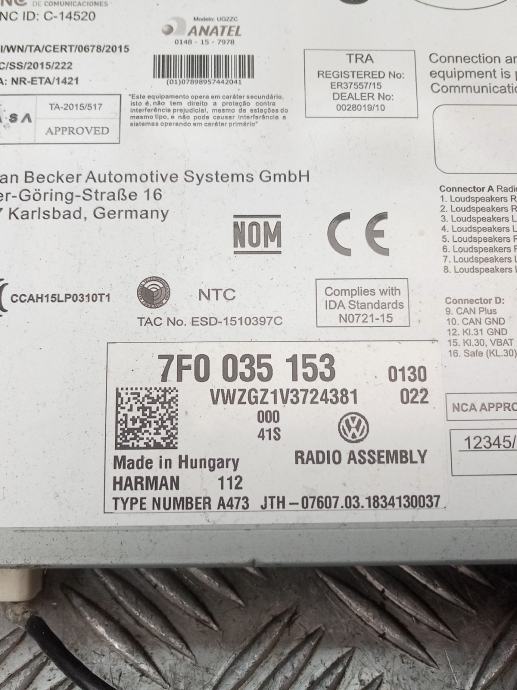 DE COMUNICACIONES
NC ID: C-14520
Modelo: UGZZC
ANATEL
0148 - 15 - 7978
(01)07898957442041
I/WN/TA/CERT/0678/2015
C/SS/2015/222
A: NR-ETA/1421
TRA
REGISTERED No:
ER37557/15
DEALER No:
0028019/10
Connection an
equipment is p
Communicatio
SA
TA-2015/517
APPROVED
"Este equipamento opera em caráter secundário,
isto é, não tem direito a proteção contra
interferência prejudicial, mesmo de estações do
mesmo tipo, e não pode causar interferência a
sistemas operando em caráter primário"
an Becker Automotive Systems GmbH
er-Göring-Straße 16
7 Karlsbad, Germany
NOM
CE
Connector A Radio
1. Loudspeakers R
2. Loudspeakers R
3. Loudspeakers L
4. Loudspeakers L
5. Loudspeakers R
6. Loudspeakers R
7. Loudspeakers L
8. Loudspeakers L
CCAH15LP0310T1
NTC
TAC No. ESD-1510397C
Complies with
IDA Standards
N0721-15
Connector D:
9. CAN Plus
10. CAN GND
12. Kl.31 GND
15. Kl.30, VBAT
16. Safe (KL.30)
7F0 035 153
0130
VWZGZ1V3724381
022
000
41S
Made in Hungary
RADIO ASSEMBLY
HARMAN 112
TYPE NUMBER A473 JTH-07607.03.1834130037
NCA APPRO
12345/